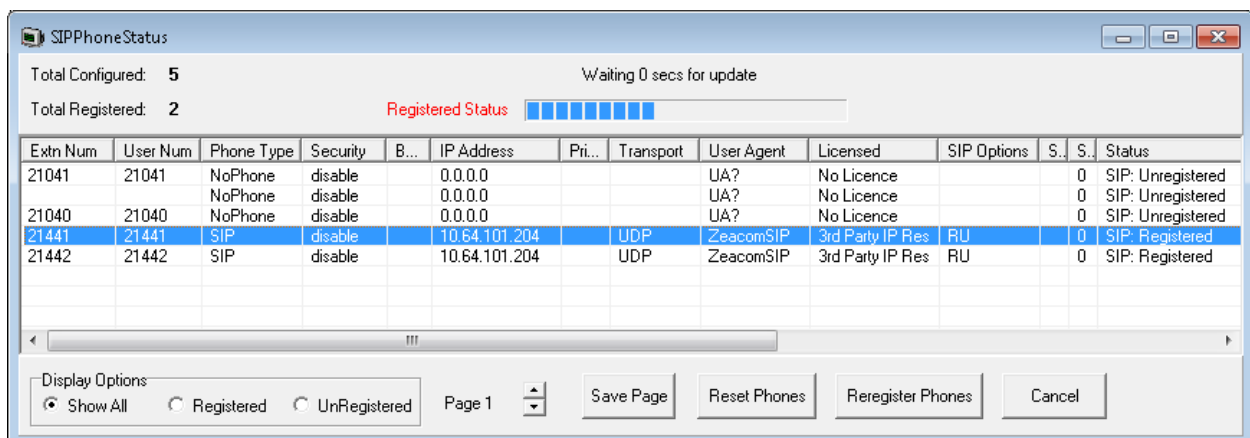 SIPPhoneStatus
Total Configured: 5 Waiting 0 secs for update
Total Registered: 2 Registered Status
Extn Num User Num Phone Type Security B... IP Address Pri... Transport User Agent Licensed SIP Options S.. S.. Status
21041 21041 NoPhone disable 0.0.0.0 UA? No Licence 0 SIP: Unregistered
NoPhone disable 0.0.0.0 UA? No Licence 0 SIP: Unregistered
21040 21040 NoPhone disable 0.0.0.0 UA? No Licence 0 SIP: Unregistered
21441 21441 SIP disable 10.64.101.204 UDP ZeacomSIP 3rd Party IP Res RU 0 SIP: Registered
21442 21442 SIP disable 10.64.101.204 UDP ZeacomSIP 3rd Party IP Res RU 0 SIP: Registered
Display Options
Show All Registered UnRegistered Page 1 Save Page Reset Phones Reregister Phones Cancel